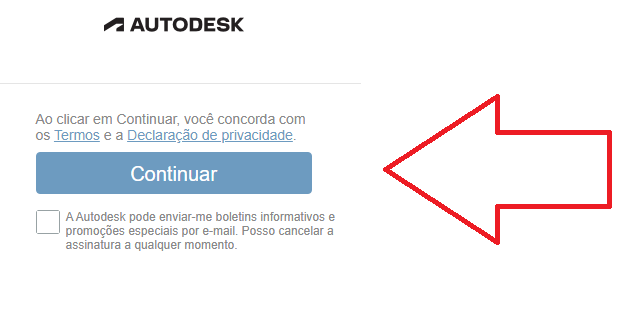 AUTODESK
Ao clicar em Continuar, você concorda com
os Termos e a Declaração de privacidade.
Continuar
A Autodesk pode enviar-me boletins informativos e
promoções especiais por e-mail. Posso cancelar a
assinatura a qualquer momento.